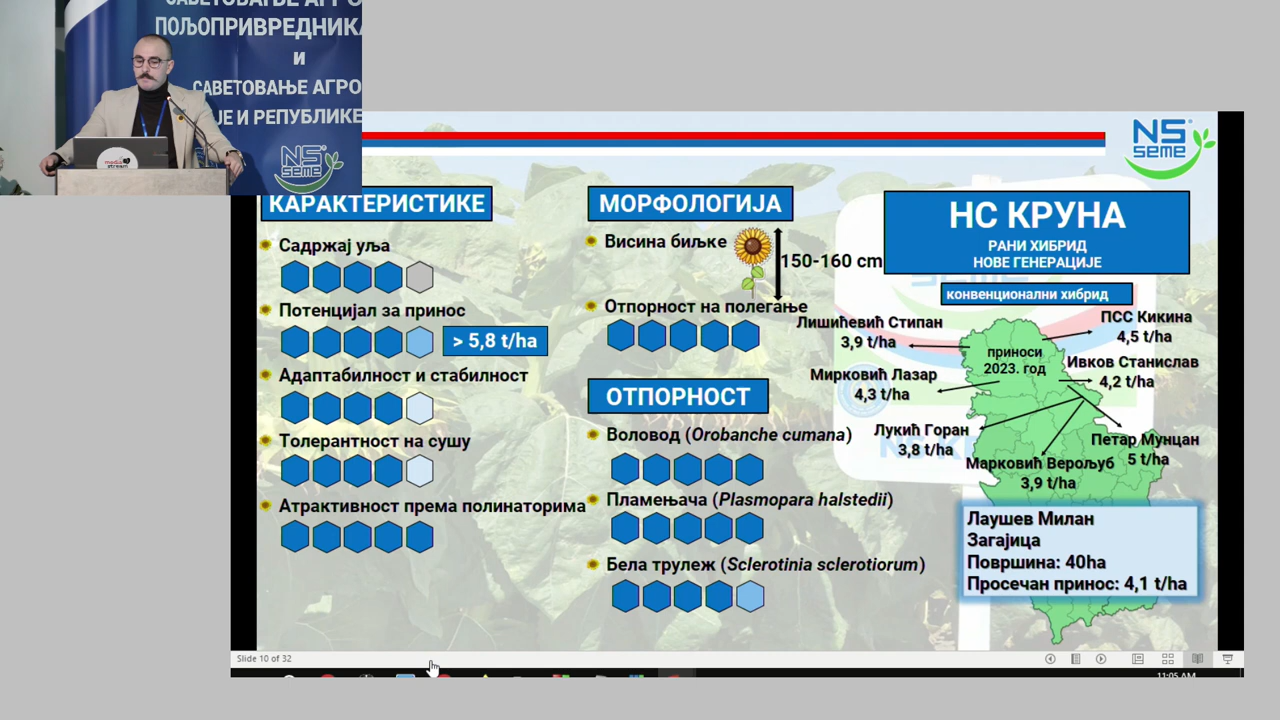 САВЕТОВАЊЕ АГРО
ПОЉОПРИВРЕДНИКА
и
САВЕТОВАЊЕ АГРО
ЈЕ И РЕПУБЛИКЕ
NS
seme
media
stream
NS
seme
КАРАКТЕРИСТИКЕ
Садржај уља
Потенцијал за принос
> 5,8 t/ha
Адаптабилност и стабилност
Толерантност на сушу
Атрактивност према полинаторима
МОРФОЛОГИЈА
Висина биљке
150-160 cm
Отпорност на полегање
ОТПОРНОСТ
Воловод (Orobanche cumana)
Пламењача (Plasmopara halstedii)
Бела трулеж (Sclerotinia sclerotiorum)
НС КРУНА
РАНИ ХИБРИД
НОВЕ ГЕНЕРАЦИЈЕ
конвенционални хибрид
Лишићевић Стипан
3,9 t/ha
ПСС Кикина
4,5 t/ha
приноси
2023. год
Ивков Станислав
4,2 t/ha
Мирковић Лазар
4,3 t/ha
Лукић Горан
3,8 t/ha
Петар Мунцан
5 t/ha
Марковић Верољуб
3,9 t/ha
Лаушев Милан
Загајица
Површина: 40ha
Просечан принос: 4,1 t/ha
Slide 10 of 32
11:05 AM